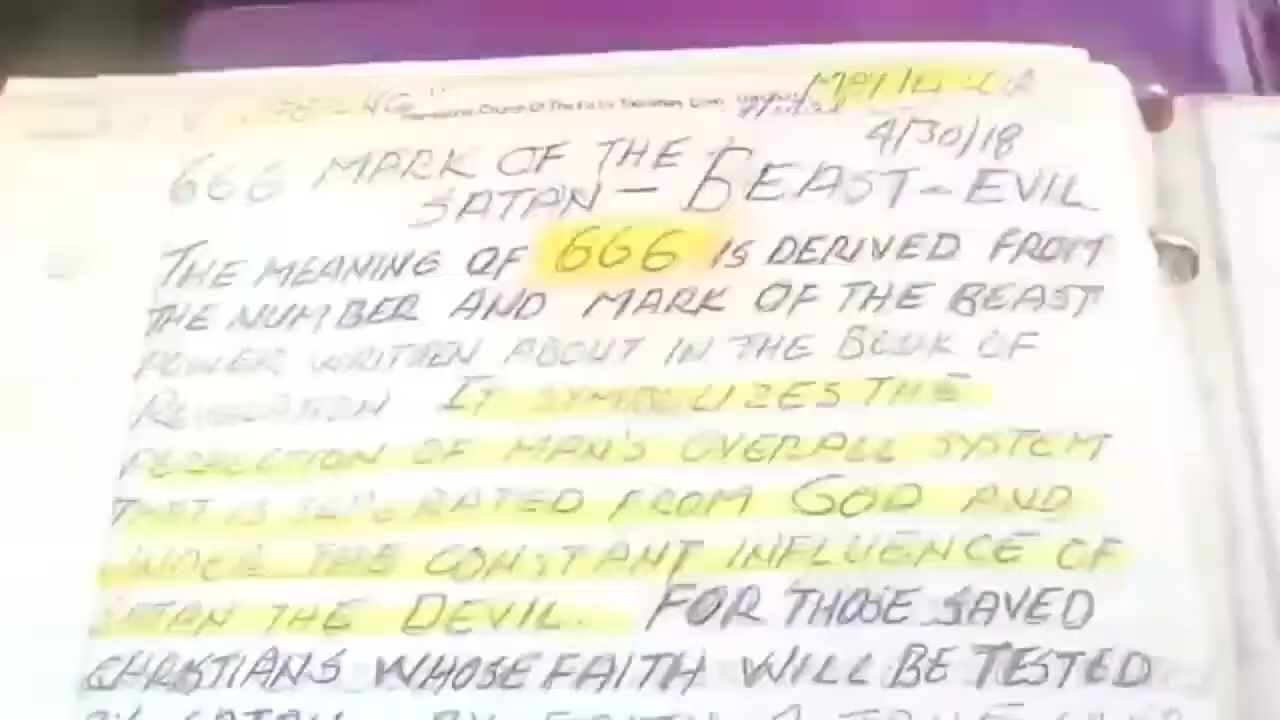 4/30/18
666 MARK OF THE
SATAN - BEAST - EVIL
THE MEANING OF 666 IS DERIVED FROM
THE NUMBER AND MARK OF THE BEAST
POWER WRITTEN ABOUT IN THE BOOK OF
REVELATION IT SYMBOLIZES THE
OF MAN'S OVERALL SYSTEM
THAT IS SEPERATED FROM GOD AND
UNDER THE CONSTANT INFLUENCE OF
SATAN THE DEVIL. FOR THOSE SAVED
CHRISTIANS WHOSE FAITH WILL BE TESTED